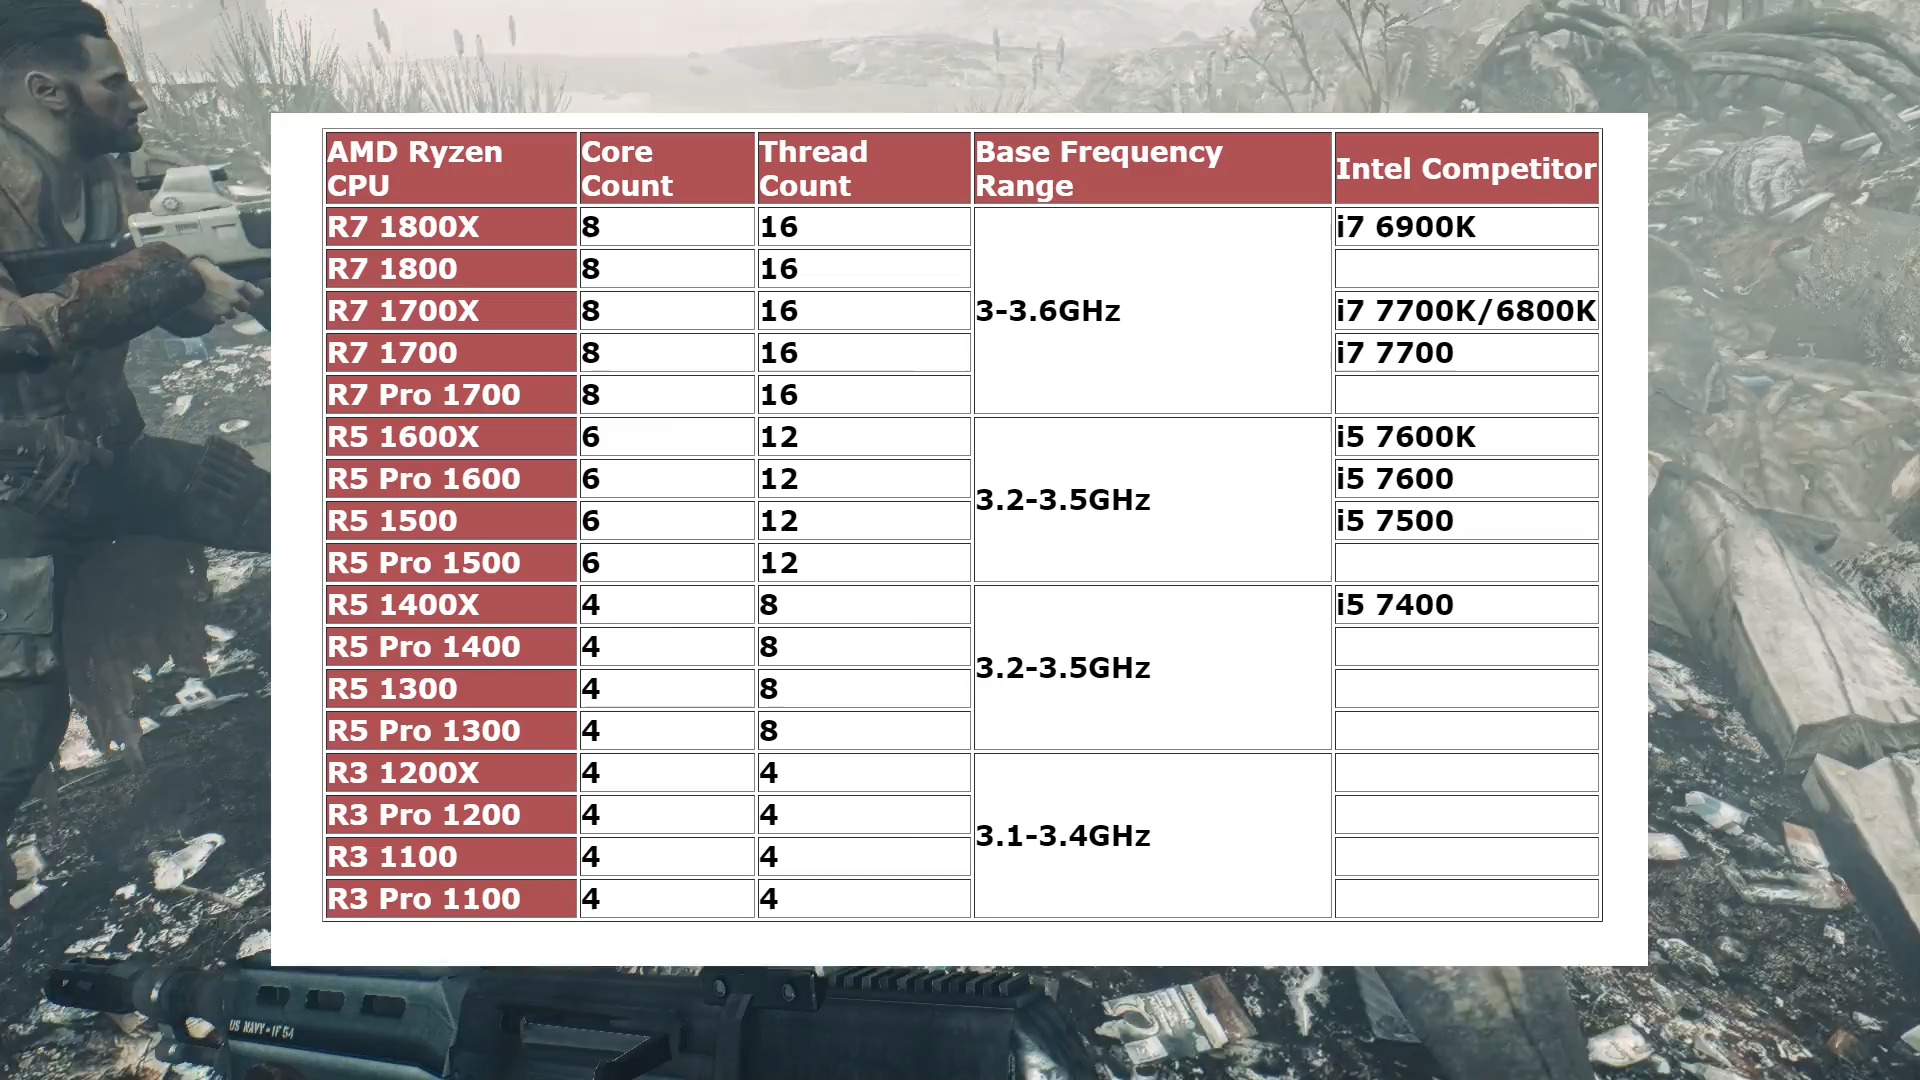 AMD Ryzen CPU Core Count Thread Count Base Frequency Range Intel Competitor
R7 1800X 8 16 3-3.6GHz i7 6900K
R7 1800 8 16
R7 1700X 8 16 i7 7700K/6800K
R7 1700 8 16 i7 7700
R7 Pro 1700 8 16
R5 1600X 6 12 3.2-3.5GHz i5 7600K
R5 Pro 1600 6 12 i5 7600
R5 1500 6 12 i5 7500
R5 Pro 1500 6 12
R5 1400X 4 8 3.2-3.5GHz i5 7400
R5 Pro 1400 4 8
R5 1300 4 8
R5 Pro 1300 4 8
R3 1200X 4 4 3.1-3.4GHz
R3 Pro 1200 4 4
R3 1100 4 4
R3 Pro 1100 4 4
US NAVY • IF 54